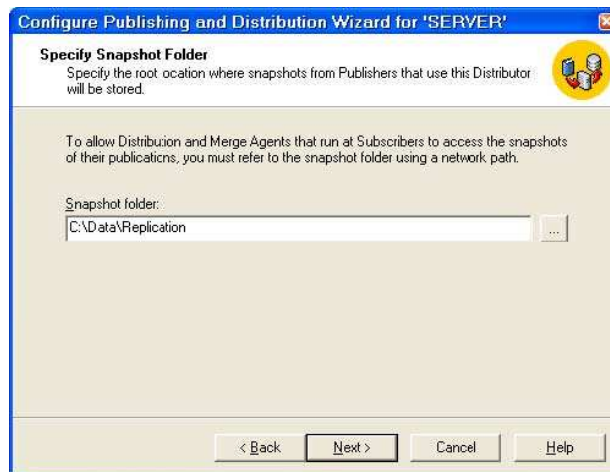 Configure Publishing and Distribution Wizard for 'SERVER'
Specify Snapshot Folder
Specify the root ocation where snapshots from Publishers that use this Distributor
will be stored.
To allow Distribuion and Merge Agents that run at Subscribers to access the snapshots
of their publications, you must refer to the snapshot folder using a network path.
Snapshot folder:
C:\Data\Replication
...
< Back
Next >
Cancel
Help